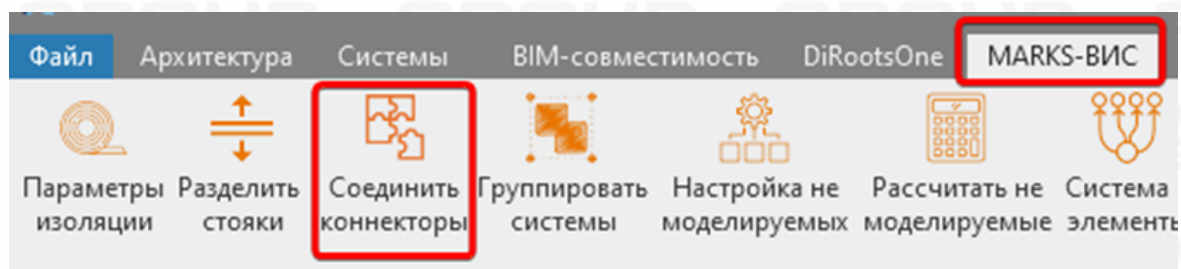 Файл Архитектура Системы BIM-совместимость DiRootsOne MARKS-ВИС
Параметры Разделить Соединить Группировать Настройка не Рассчитать не Система
изоляции стояки коннекторы системы моделируемых моделируемые